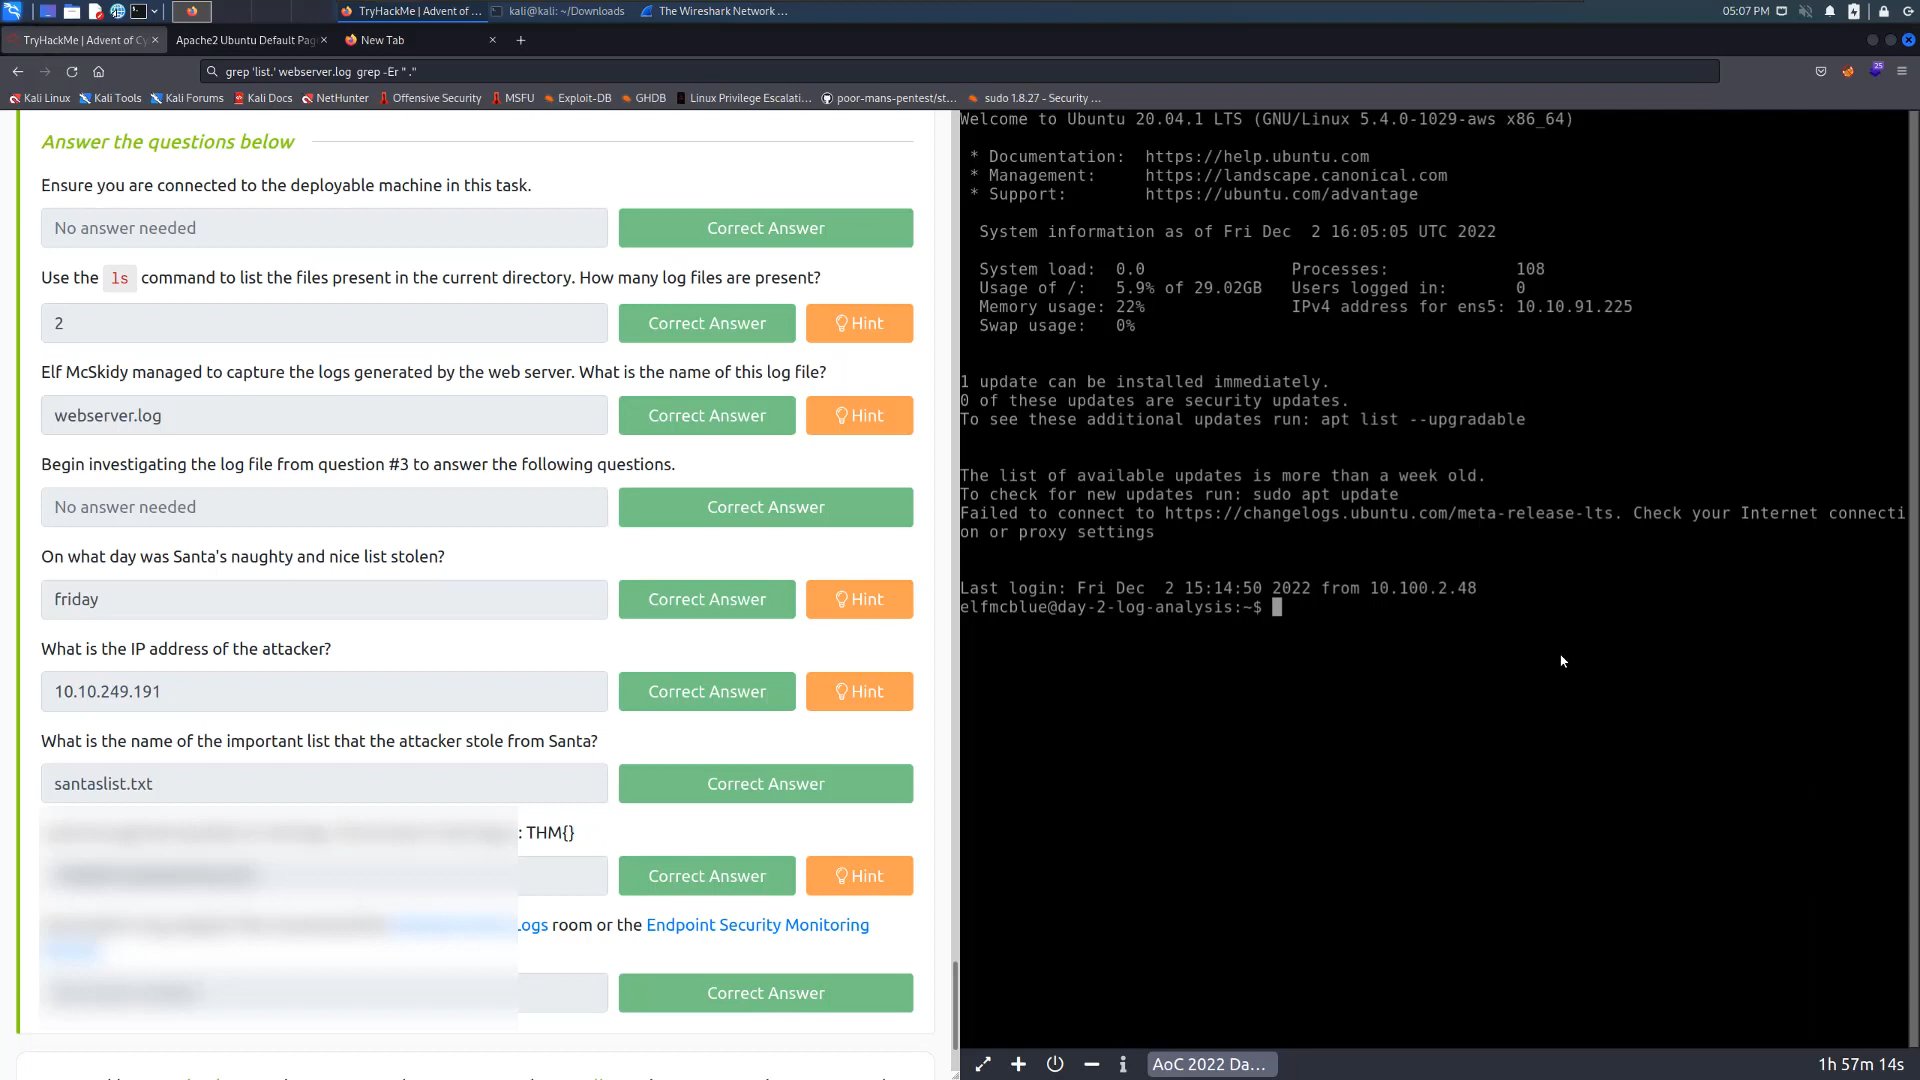 TryHackMe | Advent of ...
kali@kali: ~/Downloads
The Wireshark Network ...
05:07 PM
TryHackMe | Advent of Cy
Apache2 Ubuntu Default Pag
New Tab
grep 'list.' webserver.log grep -Er " ."
25
Kali Linux
Kali Tools
Kali Forums
Kali Docs
NetHunter
Offensive Security
MSFU
Exploit-DB
GHDB
Linux Privilege Escalati...
poor-mans-pentest/st...
sudo 1.8.27 - Security ...
Answer the questions below
Ensure you are connected to the deployable machine in this task.
No answer needed
Correct Answer
Use the ls command to list the files present in the current directory. How many log files are present?
2
Correct Answer
Hint
Elf McSkidy managed to capture the logs generated by the web server. What is the name of this log file?
webserver.log
Correct Answer
Hint
Begin investigating the log file from question #3 to answer the following questions.
No answer needed
Correct Answer
On what day was Santa's naughty and nice list stolen?
friday
Correct Answer
Hint
What is the IP address of the attacker?
10.10.249.191
Correct Answer
Hint
What is the name of the important list that the attacker stole from Santa?
santaslist.txt
Correct Answer
: THM{}
Correct Answer
Hint
Logs room or the Endpoint Security Monitoring
Correct Answer
Welcome to Ubuntu 20.04.1 LTS (GNU/Linux 5.4.0-1029-aws x86_64)
* Documentation:  https://help.ubuntu.com
* Management:     https://landscape.canonical.com
* Support:        https://ubuntu.com/advantage
System information as of Fri Dec  2 16:05:05 UTC 2022
System load:  0.0               Processes:             108
Usage of /:   5.9% of 29.02GB   Users logged in:       0
Memory usage: 22%               IPv4 address for ens5: 10.10.91.225
Swap usage:   0%
1 update can be installed immediately.
0 of these updates are security updates.
To see these additional updates run: apt list --upgradable
The list of available updates is more than a week old.
To check for new updates run: sudo apt update
Failed to connect to https://changelogs.ubuntu.com/meta-release-lts. Check your Internet connecti
on or proxy settings
Last login: Fri Dec  2 15:14:50 2022 from 10.100.2.48
elfmcblue@day-2-log-analysis:~$
AoC 2022 Da...
1h 57m 14s